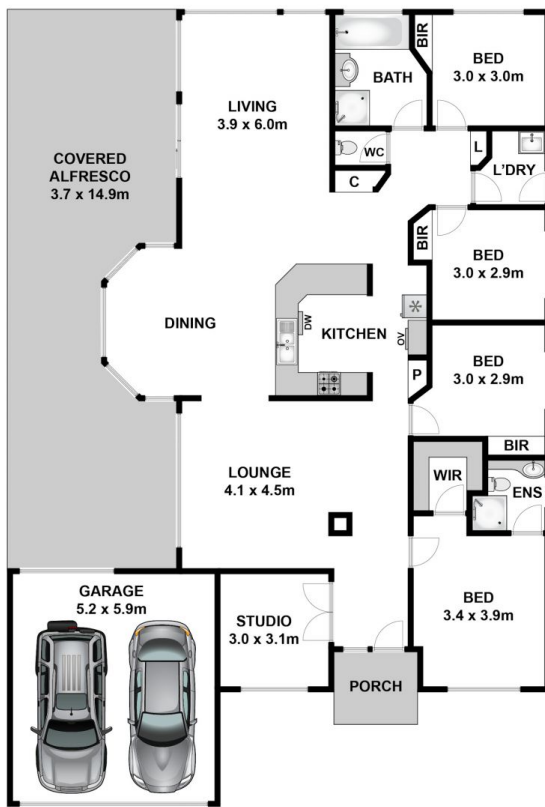 BIR
BED
3.0 x 3.0m
BATH
LIVING
3.9 x 6.0m
WC
L
C
L'DRY
COVERED
ALFRESCO
3.7 x 14.9m
BIR
BED
3.0 x 2.9m
DINING
DW
KITCHEN
OV
BED
3.0 x 2.9m
P
BIR
LOUNGE
4.1 x 4.5m
WIR
ENS
GARAGE
5.2 x 5.9m
STUDIO
3.0 x 3.1m
BED
3.4 x 3.9m
PORCH